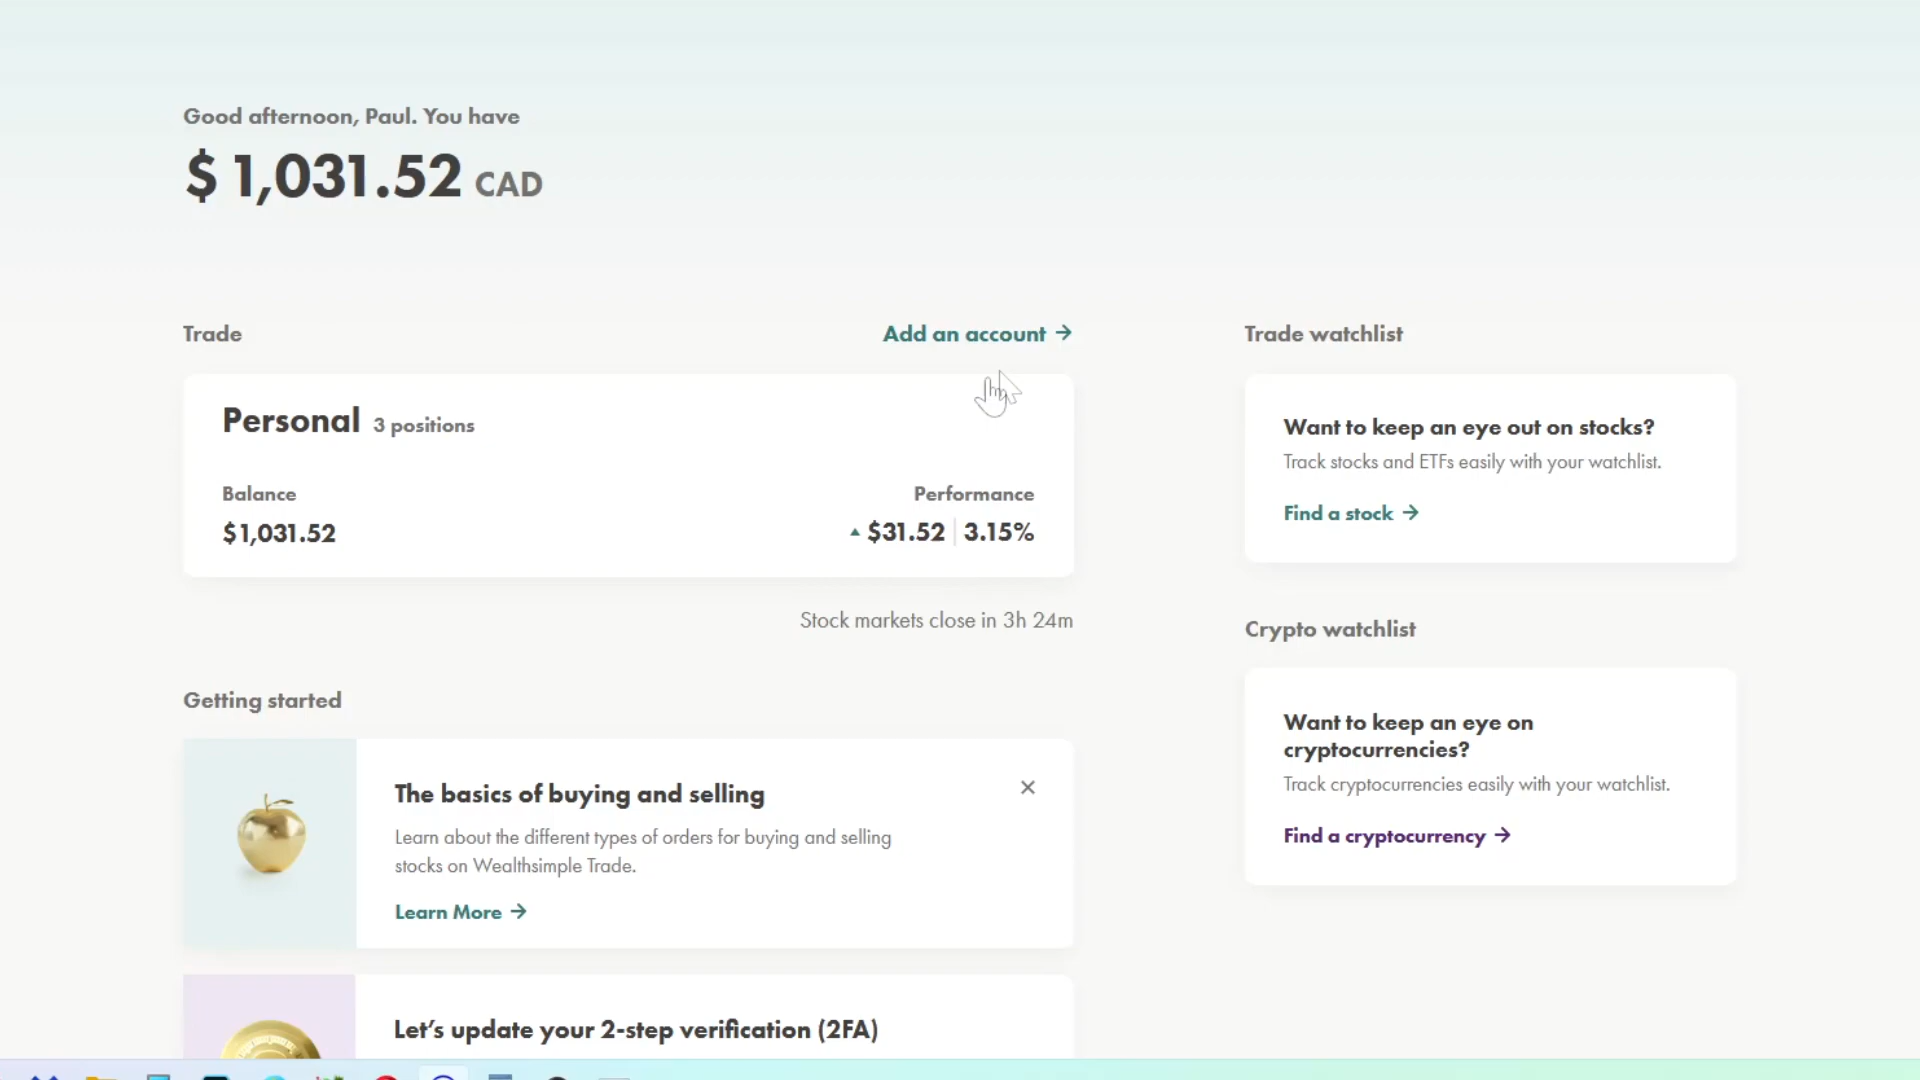 Good afternoon, Paul. You have
$ 1,031.52 CAD
Trade
Add an account →
Personal 3 positions
Balance
$1,031.52
Performance
▲ $31.52 | 3.15%
Stock markets close in 3h 24m
Getting started
The basics of buying and selling
Learn about the different types of orders for buying and selling
stocks on Wealthsimple Trade.
Learn More →
Let's update your 2-step verification (2FA)
Trade watchlist
Want to keep an eye out on stocks?
Track stocks and ETFs easily with your watchlist.
Find a stock →
Crypto watchlist
Want to keep an eye on
cryptocurrencies?
Track cryptocurrencies easily with your watchlist.
Find a cryptocurrency →